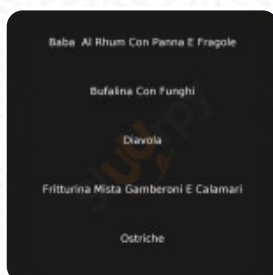 Baba Al Rhum Con Panna E Fragole
Bufalina Con Funghi
Diavola
Fritturina Mista Gamberoni E Calamari
Ostriche